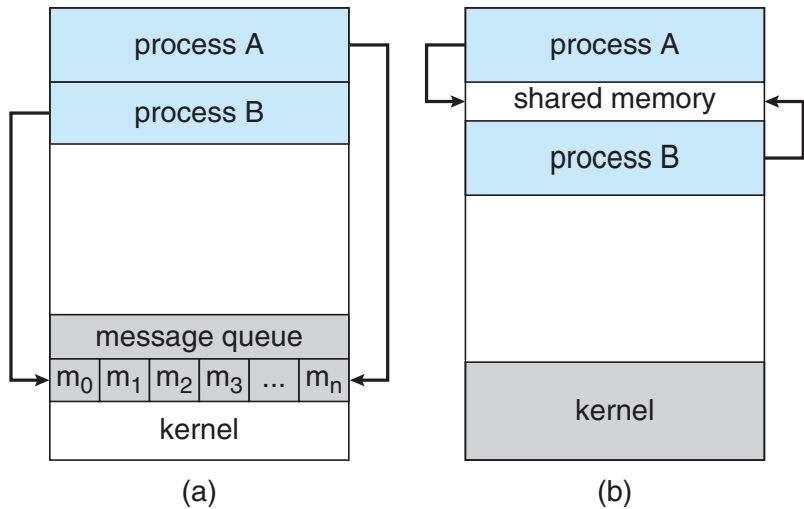 process A
process B
message queue
m0 m1 m2 m3 ... mn
kernel
(a)
process A
shared memory
process B
kernel
(b)